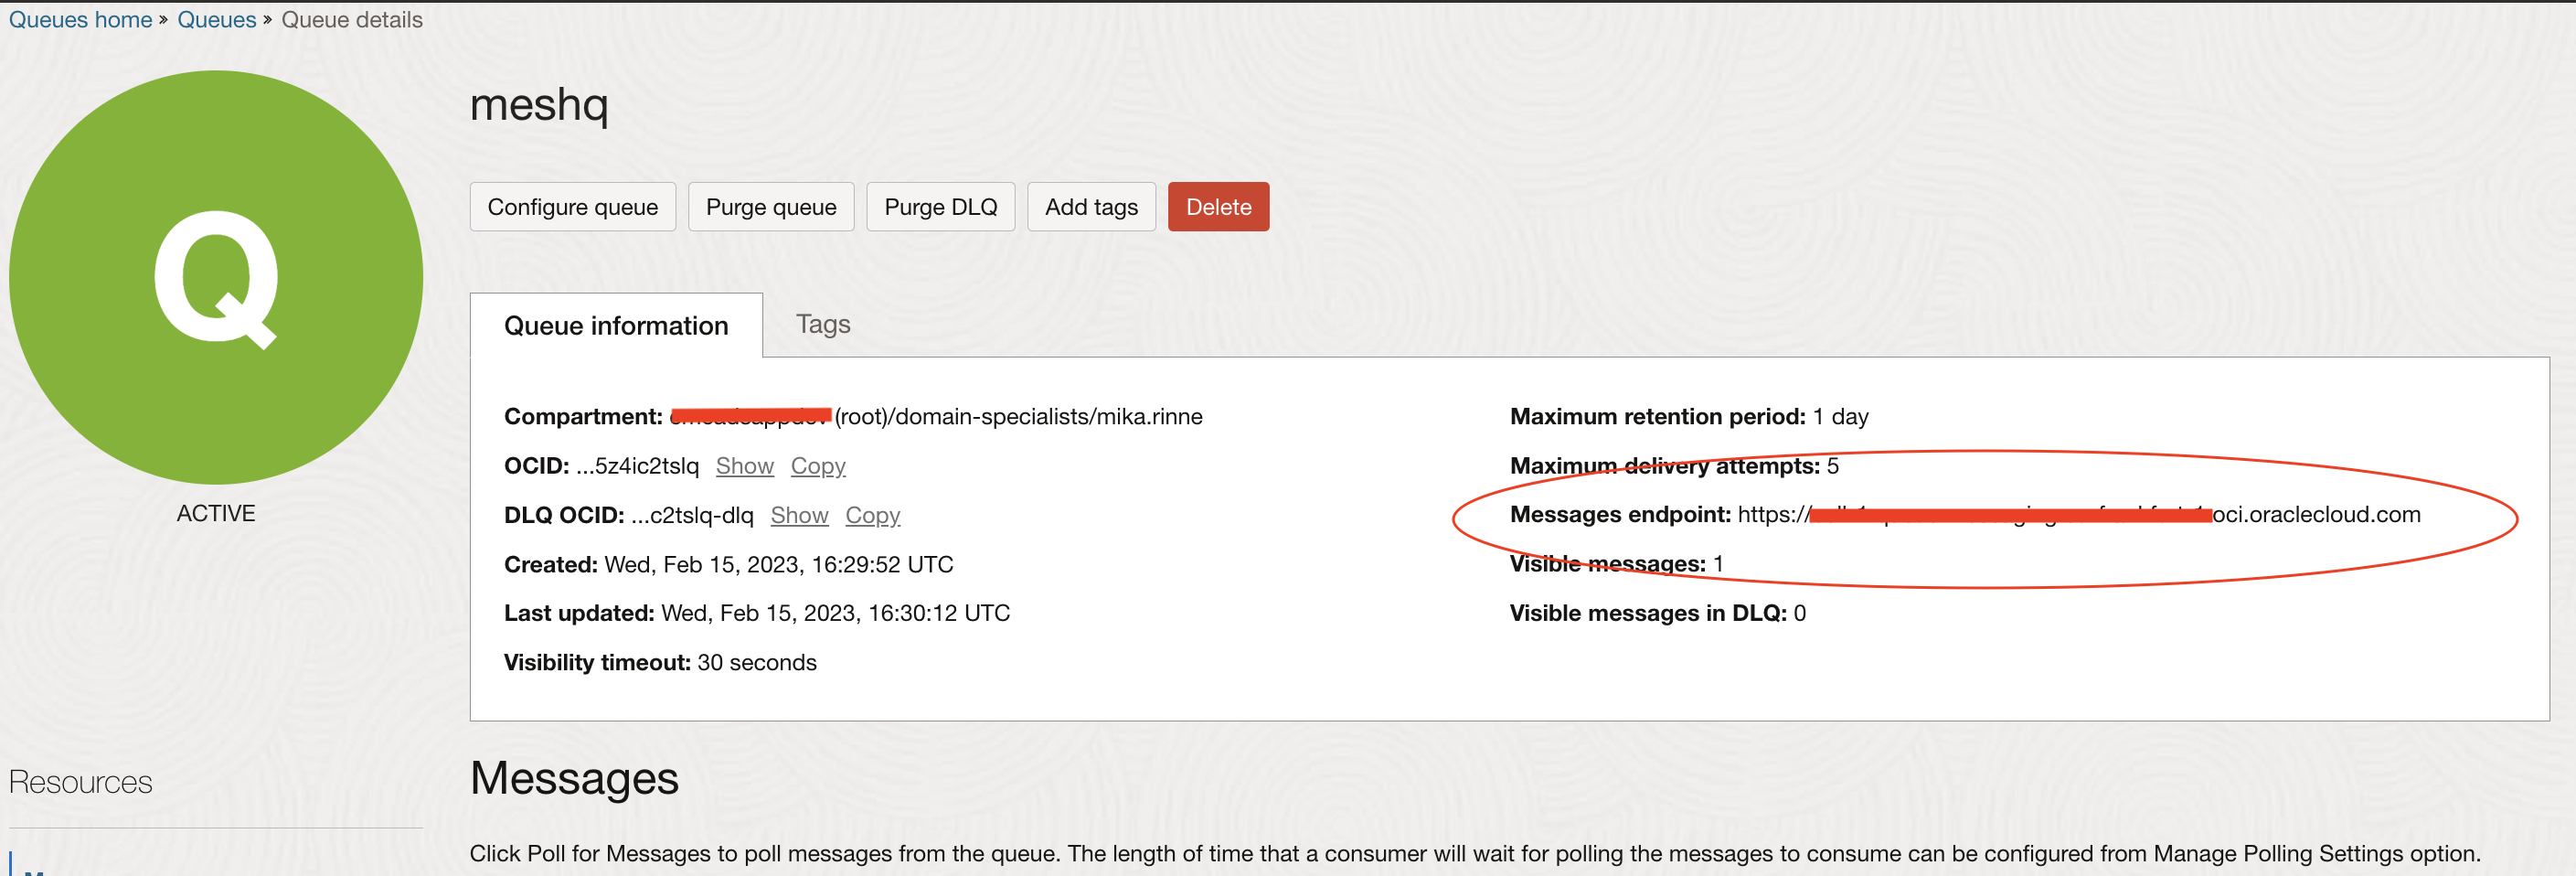 Queues home » Queues » Queue details
Q
ACTIVE
meshq
Configure queue Purge queue Purge DLQ Add tags Delete
Queue information Tags
Compartment: (root)/domain-specialists/mika.rinne
OCID: ...5z4ic2tslq Show Copy
DLQ OCID: ...c2tslq-dlq Show Copy
Created: Wed, Feb 15, 2023, 16:29:52 UTC
Last updated: Wed, Feb 15, 2023, 16:30:12 UTC
Visibility timeout: 30 seconds
Maximum retention period: 1 day
Maximum delivery attempts: 5
Messages endpoint: https:// oci.oraclecloud.com
Visible messages: 1
Visible messages in DLQ: 0
Resources
Messages
Click Poll for Messages to poll messages from the queue. The length of time that a consumer will wait for polling the messages to consume can be configured from Manage Polling Settings option.